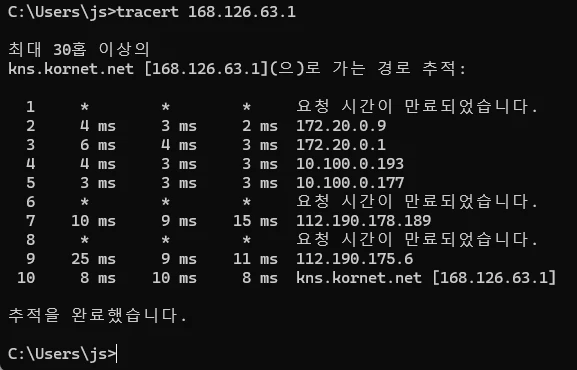 C:\Users\js>tracert 168.126.63.1
최대 30홉 이상의
kns.kornet.net [168.126.63.1](으)로 가는 경로 추적:
1 * * * 요청 시간이 만료되었습니다.
2 4 ms 3 ms 2 ms 172.20.0.9
3 6 ms 4 ms 3 ms 172.20.0.1
4 4 ms 3 ms 3 ms 10.100.0.193
5 3 ms 3 ms 3 ms 10.100.0.177
6 * * * 요청 시간이 만료되었습니다.
7 10 ms 9 ms 15 ms 112.190.178.189
8 * * * 요청 시간이 만료되었습니다.
9 25 ms 9 ms 11 ms 112.190.175.6
10 8 ms 10 ms 8 ms kns.kornet.net [168.126.63.1]
추적을 완료했습니다.
C:\Users\js>